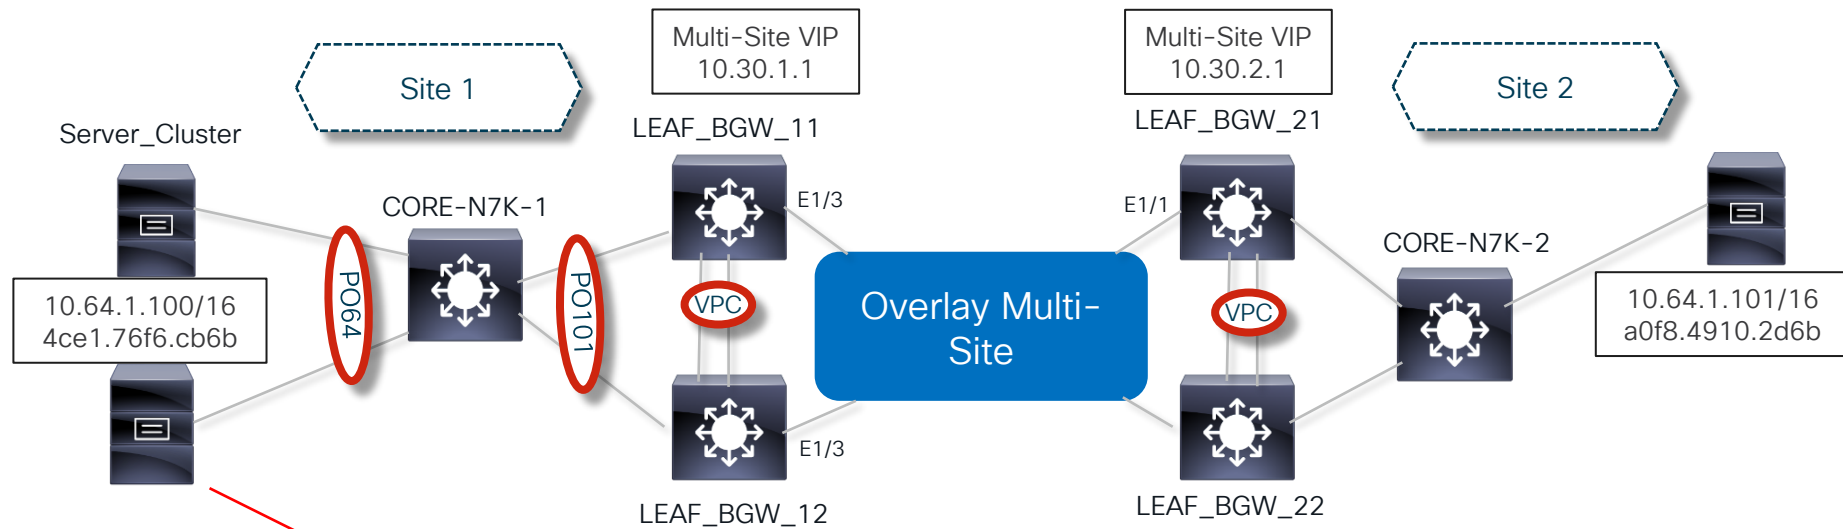 Multi-Site VIP
10.30.1.1
Multi-Site VIP
10.30.2.1
Site 1
Site 2
Server_Cluster
LEAF_BGW_11
LEAF_BGW_21
CORE-N7K-1
E1/3
E1/1
CORE-N7K-2
10.64.1.100/16
4ce1.76f6.cb6b
PO64
PO101
VPC
Overlay Multi-
Site
VPC
10.64.1.101/16
a0f8.4910.2d6b
E1/3
LEAF_BGW_12
LEAF_BGW_22